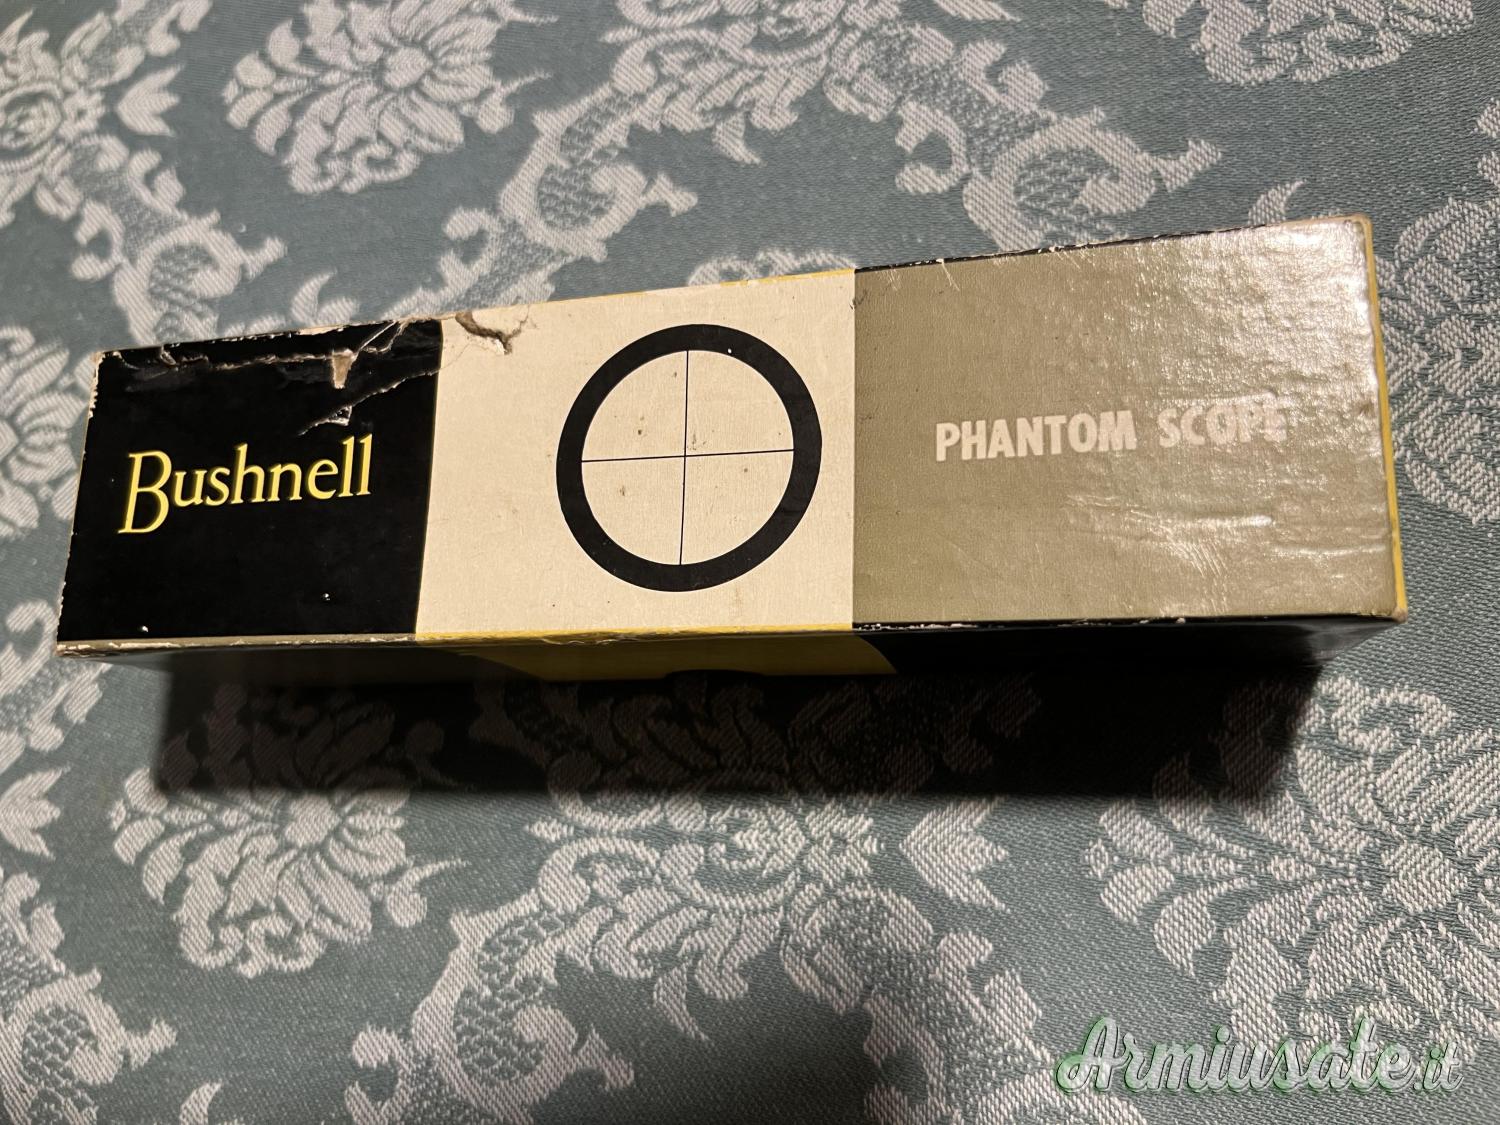 Bushnell
PHANTOM SCOPE
Armiusate.it